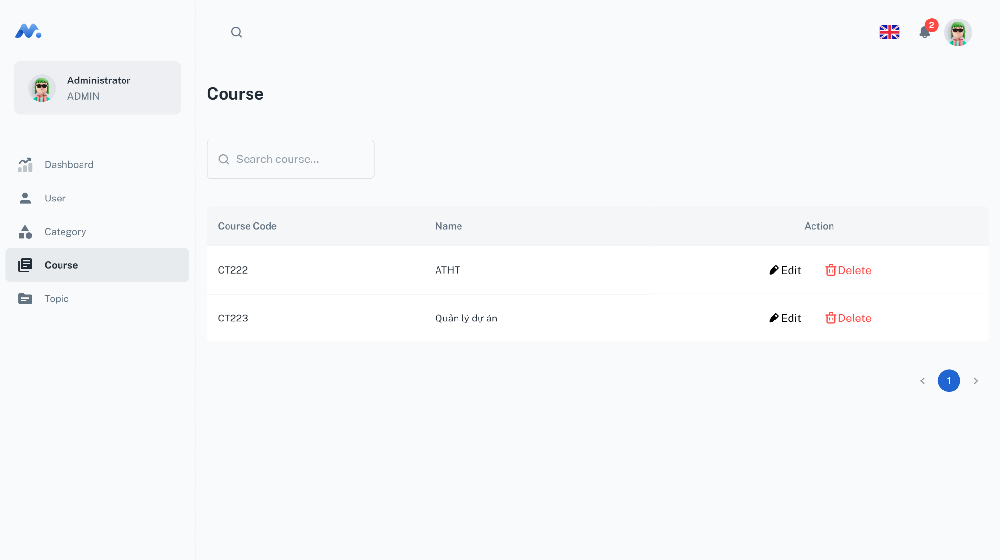 2
Administrator
ADMIN
Course
Search course...
Dashboard
User
Category
Course
Topic
Course Code Name Action
CT222 ATHT Edit Delete
CT223 Quản lý dự án Edit Delete
1